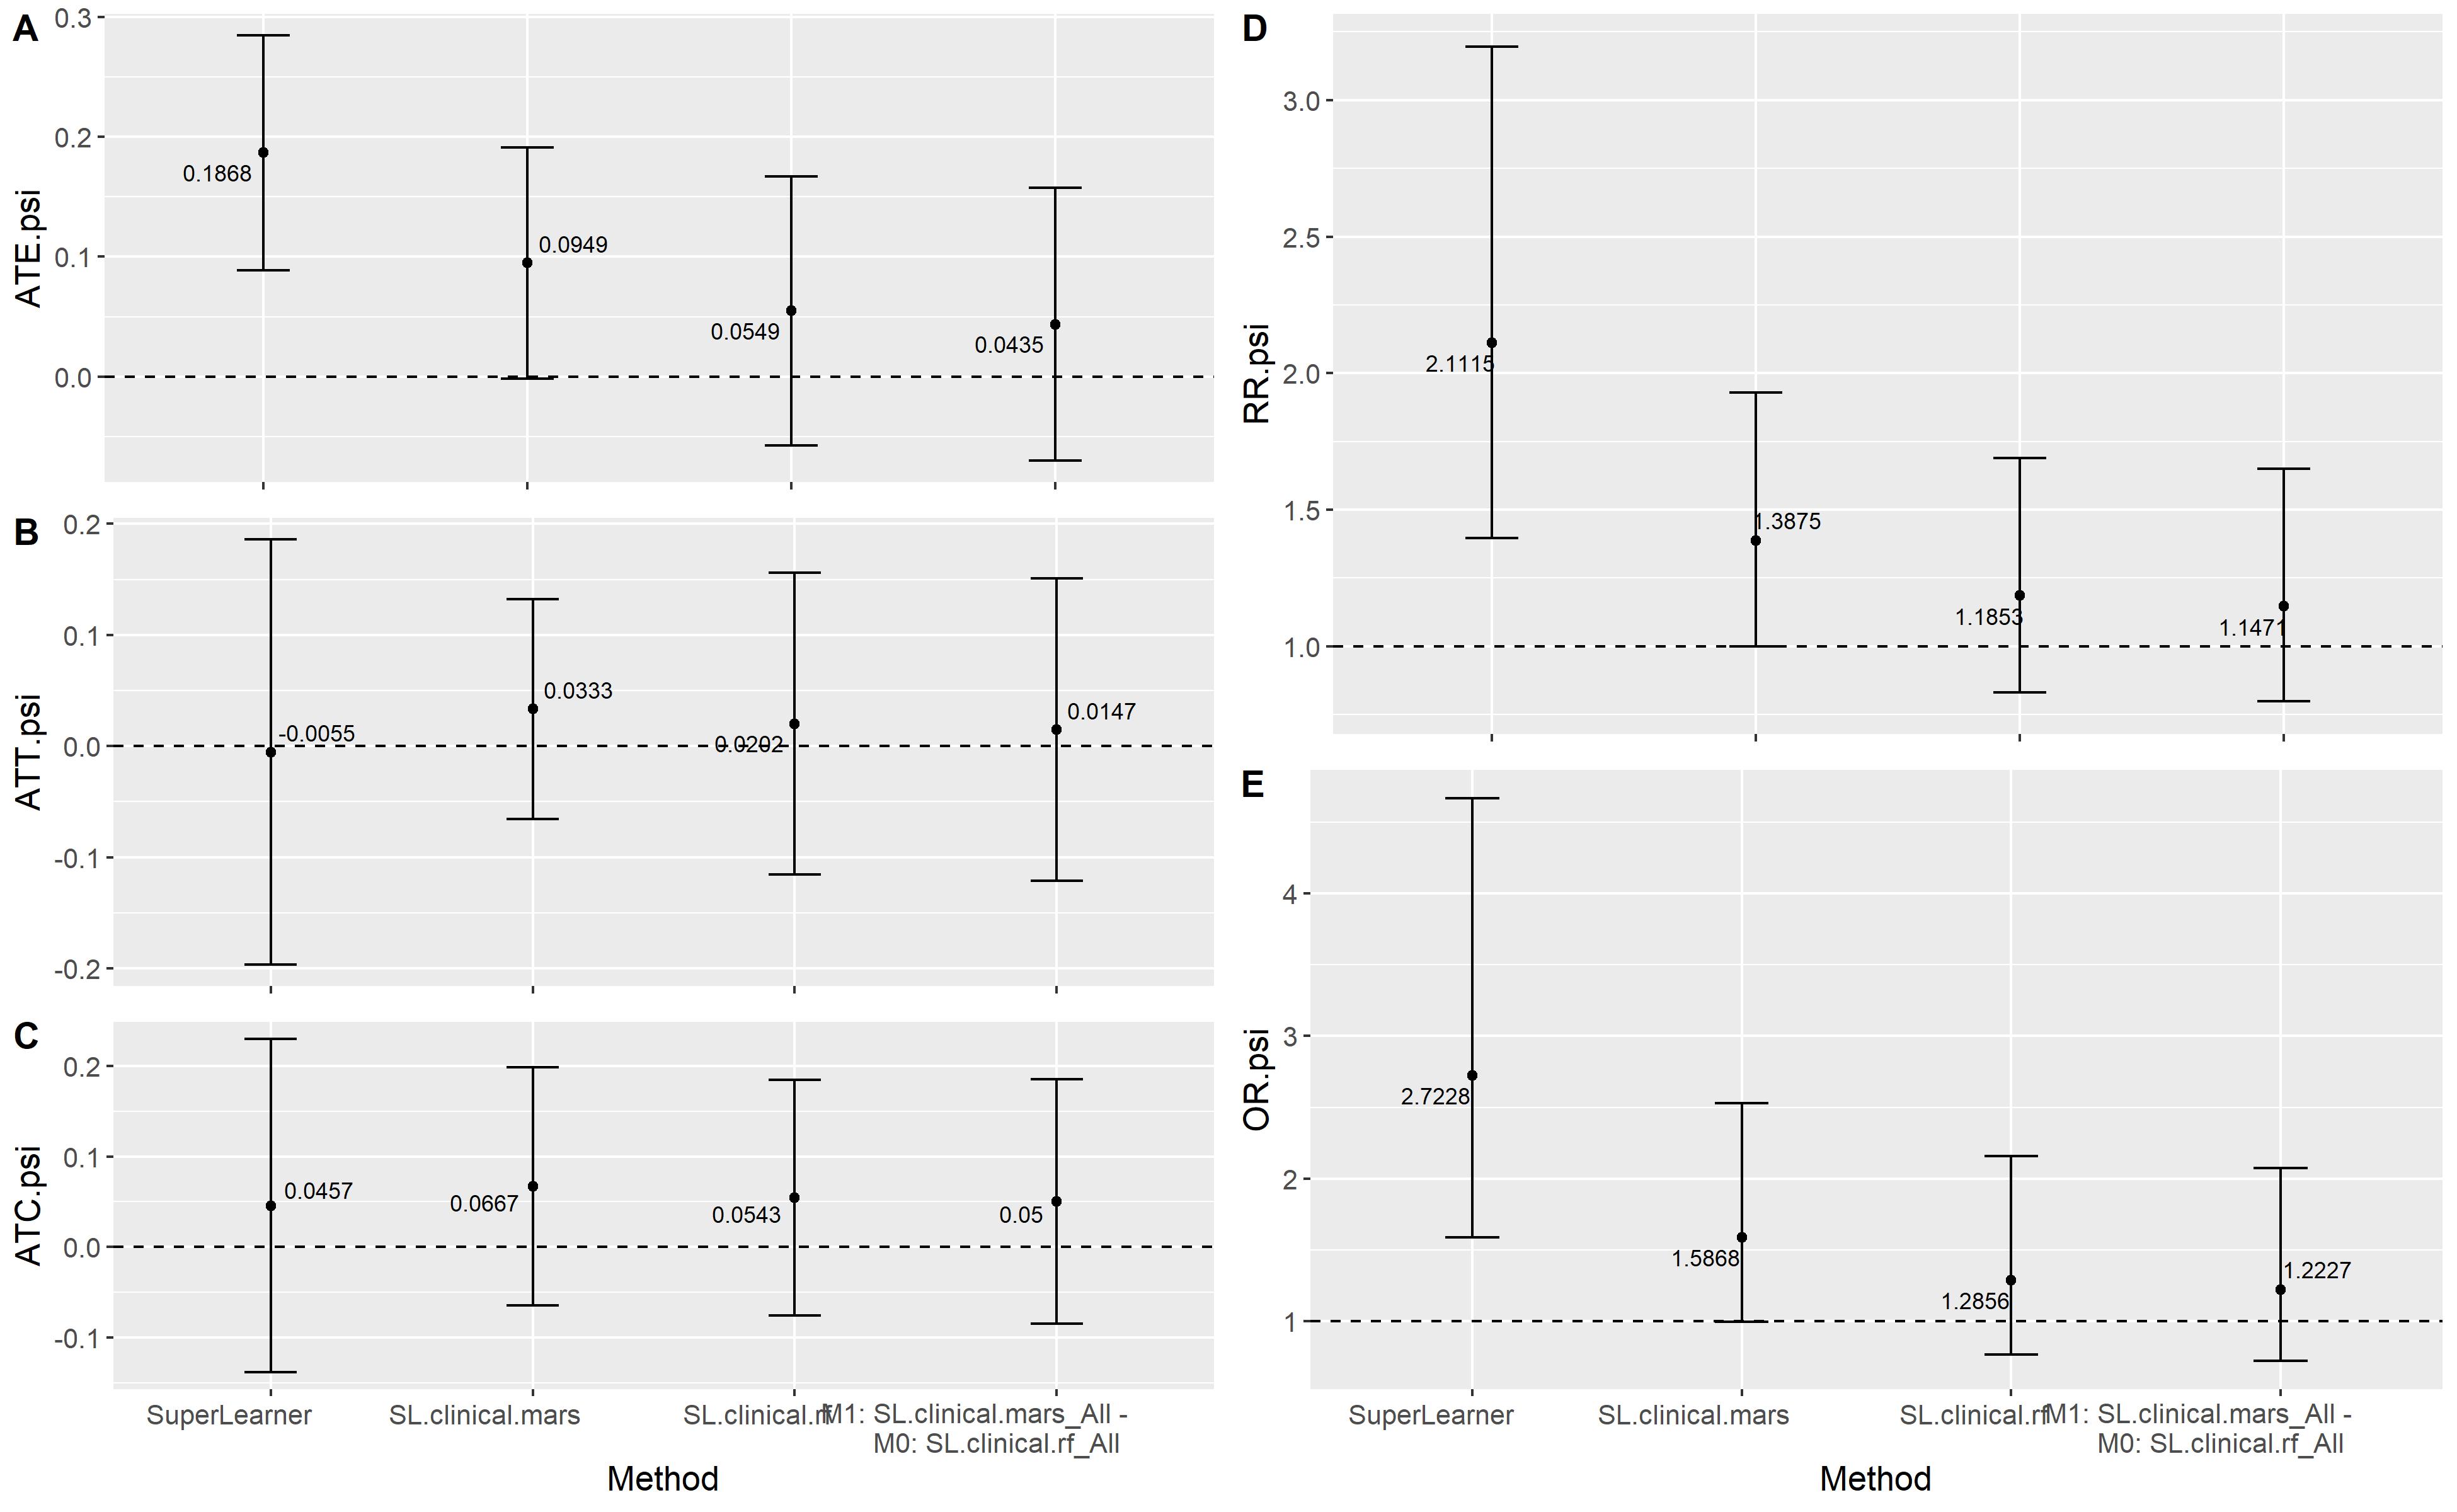 A
ATE.psi
0.3
0.2
0.1
0.0
0.1868
0.0949
0.0549
0.0435
B
ATT.psi
0.2
0.1
0.0
-0.1
-0.2
-0.0055
0.0333
0.0202
0.0147
C
ATC.psi
0.2
0.1
0.0
-0.1
0.0457
0.0667
0.0543
0.05
SuperLearner
SL.clinical.mars
SL.clinical.rf
M1: SL.clinical.mars_All -
M0: SL.clinical.rf_All
Method
D
RR.psi
3.0
2.5
2.0
1.5
1.0
2.1115
1.3875
1.1853
1.1471
E
OR.psi
4
3
2
1
2.7228
1.5868
1.2856
1.2227
SuperLearner
SL.clinical.mars
SL.clinical.rf
M1: SL.clinical.mars_All -
M0: SL.clinical.rf_All
Method